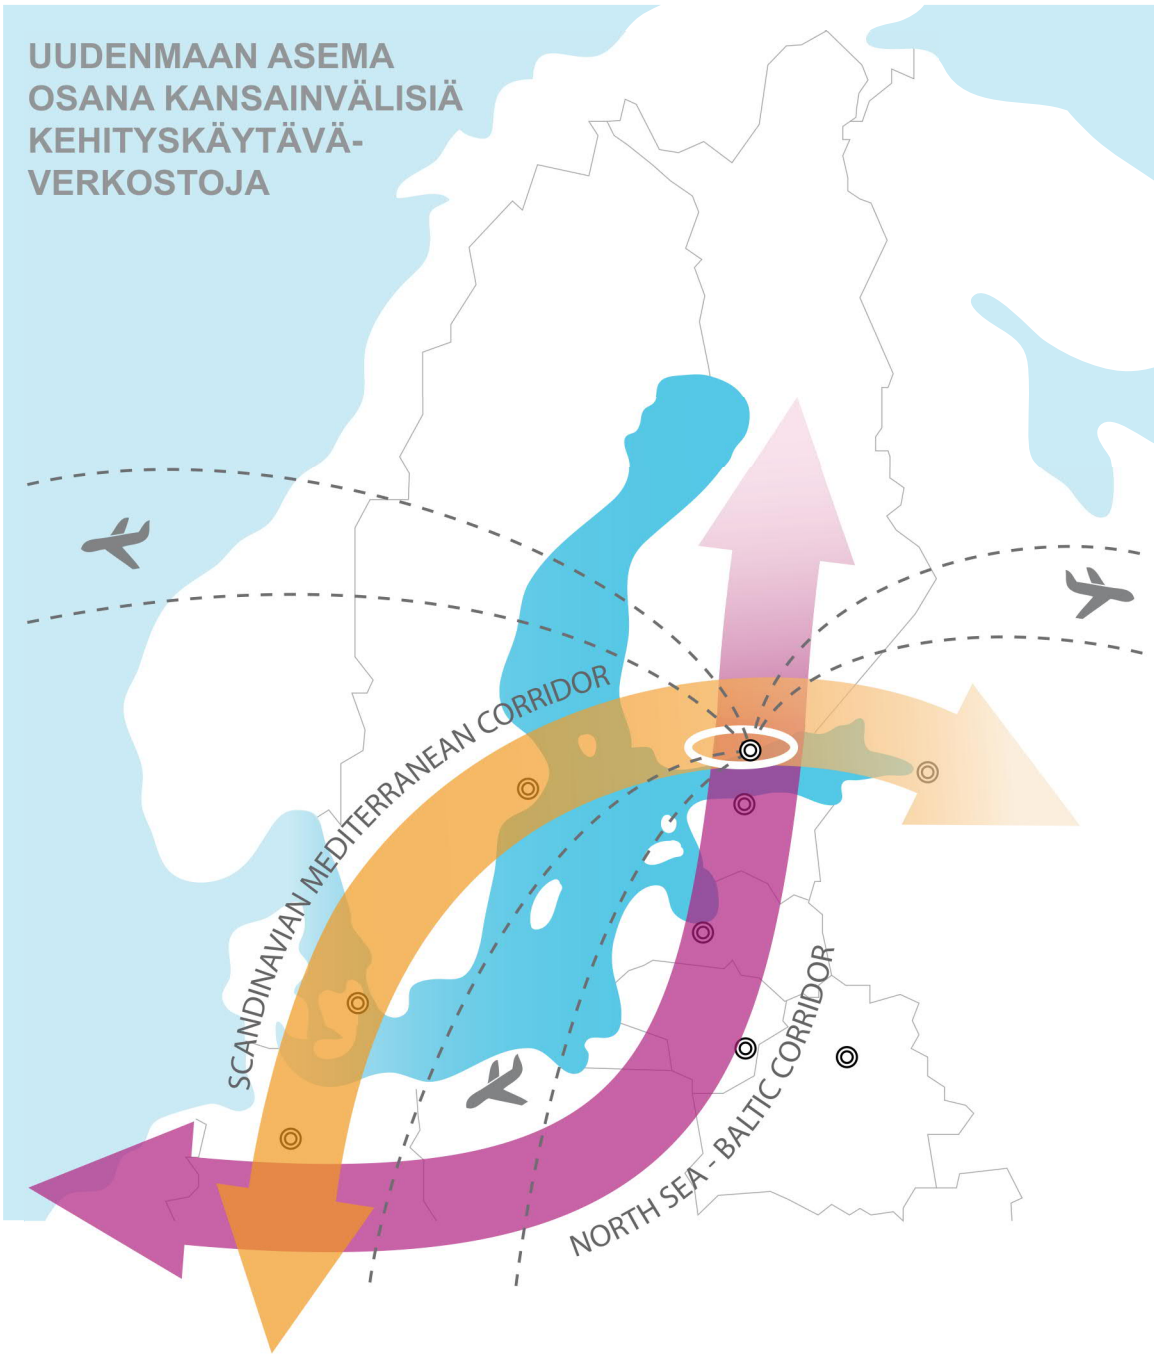 UUDENMAAN ASEMA
OSANA KANSAINVÄLISIÄ
KEHITYSKÄYTÄVÄ-
VERKOSTOJA
SCANDINAVIAN MEDITERRANEAN CORRIDOR
NORTH SEA - BALTIC CORRIDOR